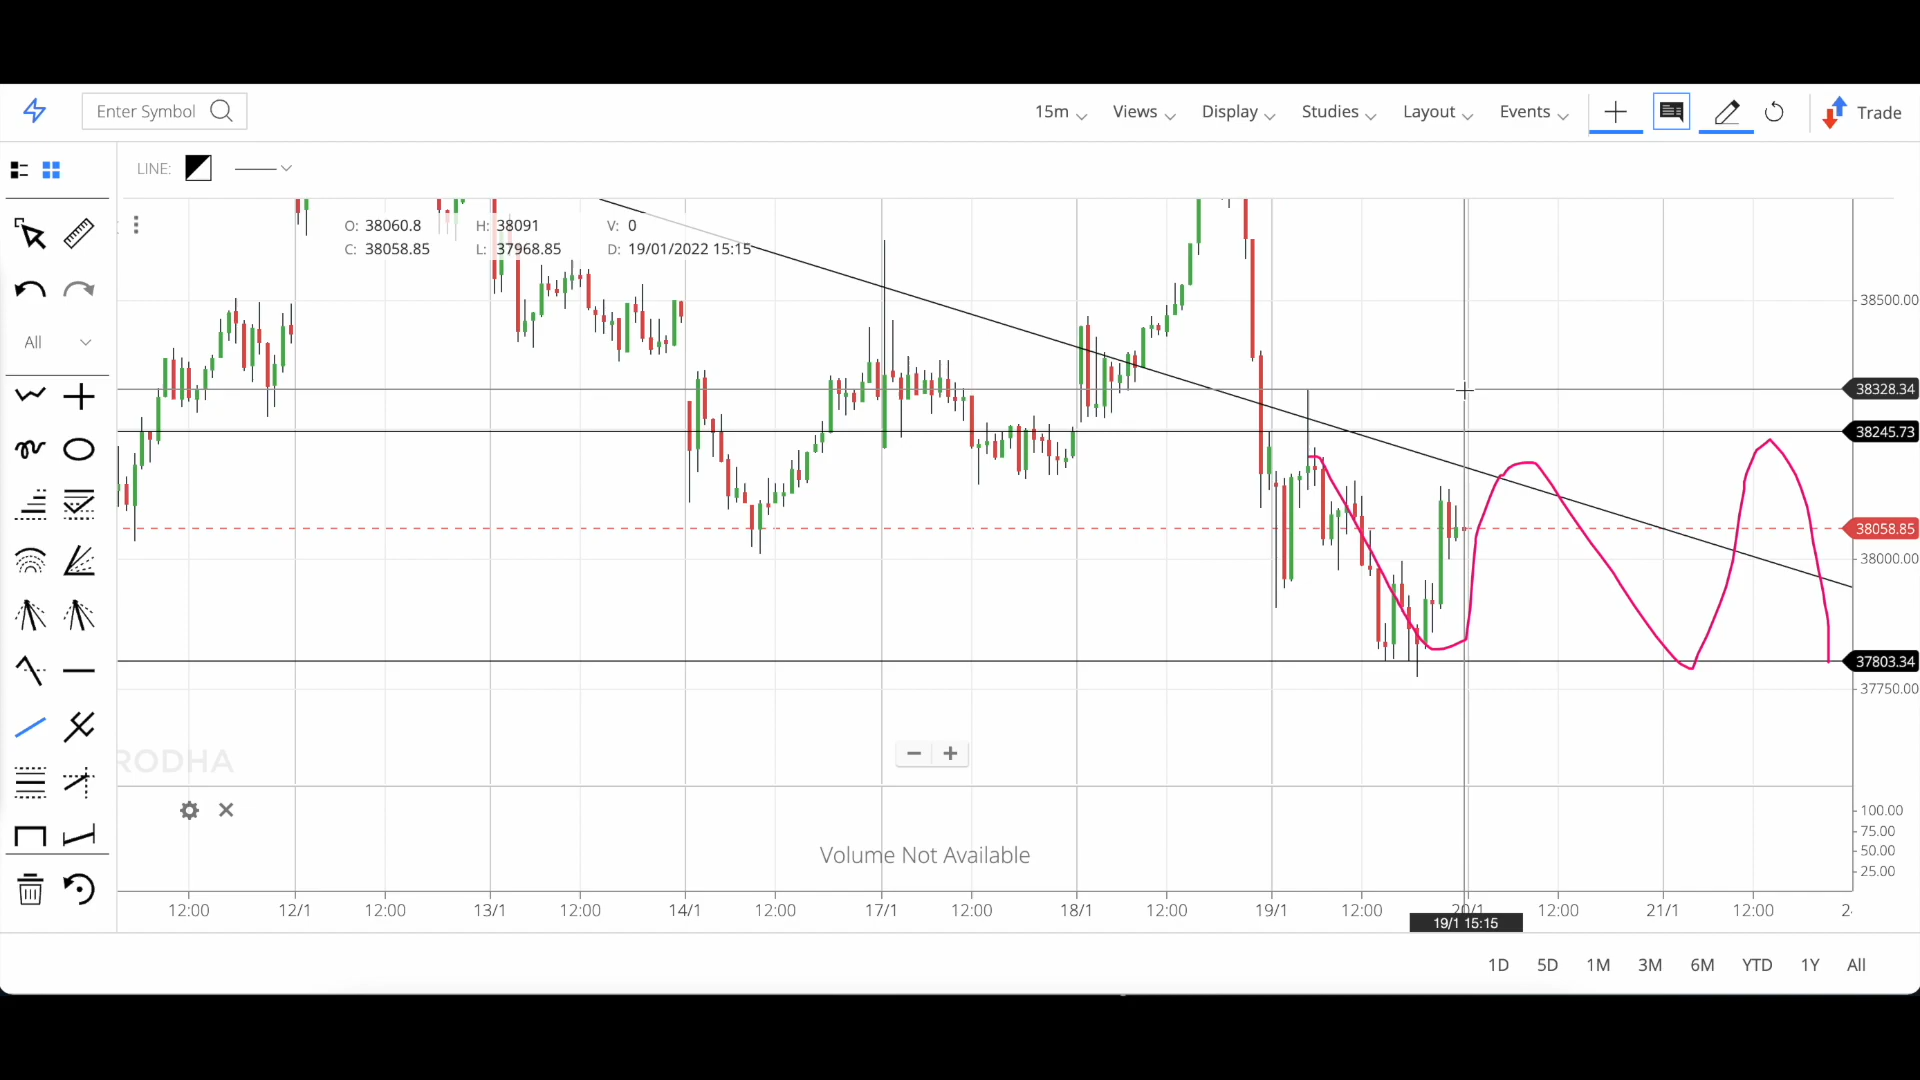 Enter Symbol
15m Views Display Studies Layout Events Trade
LINE:
O: 38060.8 H: 38091 V: 0
C: 38058.85 L: 37968.85 D: 19/01/2022 15:15
All
38500.00
38328.34
38245.73
38058.85
38000.00
37803.34
37750.00
RODHA
100.00
75.00
50.00
25.00
Volume Not Available
12:00 12/1 12:00 13/1 12:00 14/1 12:00 17/1 12:00 18/1 12:00 19/1 12:00 20/1 12:00 21/1 12:00 2
19/1 15:15
1D 5D 1M 3M 6M YTD 1Y All